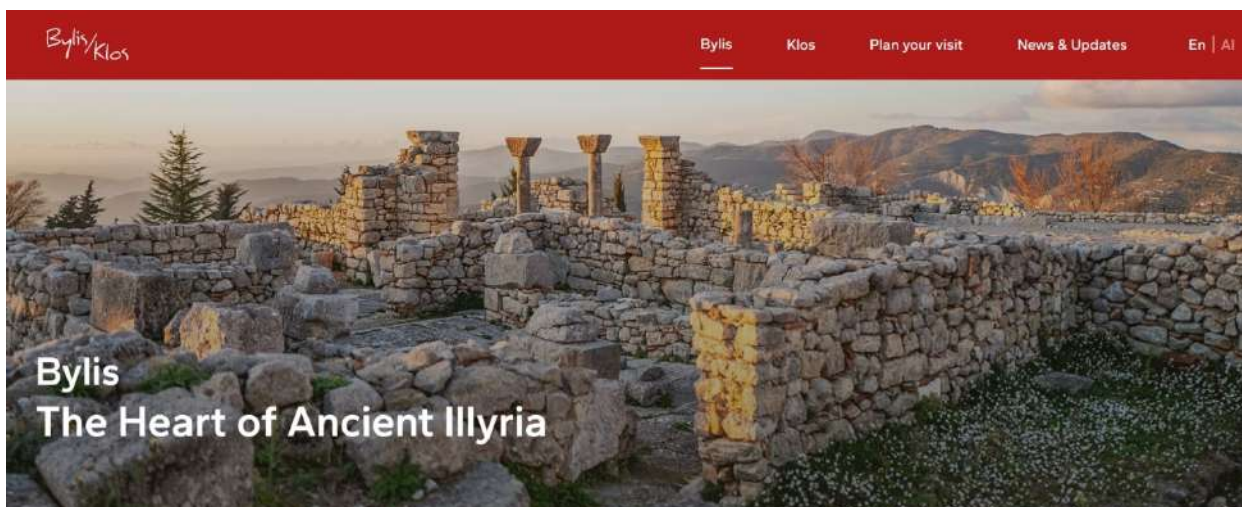 Bylis/
Klos
Bylis
Klos
Plan your visit
News & Updates
En | Al
Bylis
The Heart of Ancient Illyria